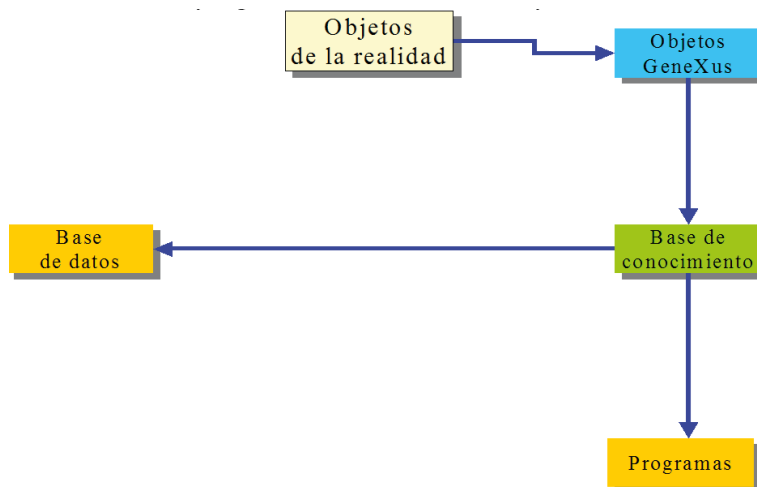 Objetos
de la realidad
Objetos
GeneXus
Base
de datos
Base de
conocimiento
Programas